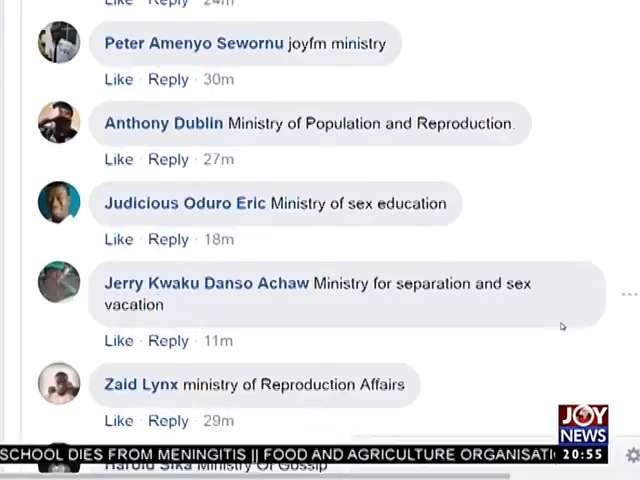 Like · Reply · 24m
Peter Amenyo Sewornu joyfm ministry
Like · Reply · 30m
Anthony Dublin Ministry of Population and Reproduction.
Like · Reply · 27m
Judicious Oduro Eric Ministry of sex education
Like · Reply · 18m
Jerry Kwaku Danso Achaw Ministry for separation and sex
vacation
Like · Reply · 11m
Zaid Lynx ministry of Reproduction Affairs
Like · Reply · 29m
JOY
NEWS
SCHOOL DIES FROM MENINGITIS || FOOD AND AGRICULTURE ORGANISATI 20:55
Harold Sika Ministry Of Gossip